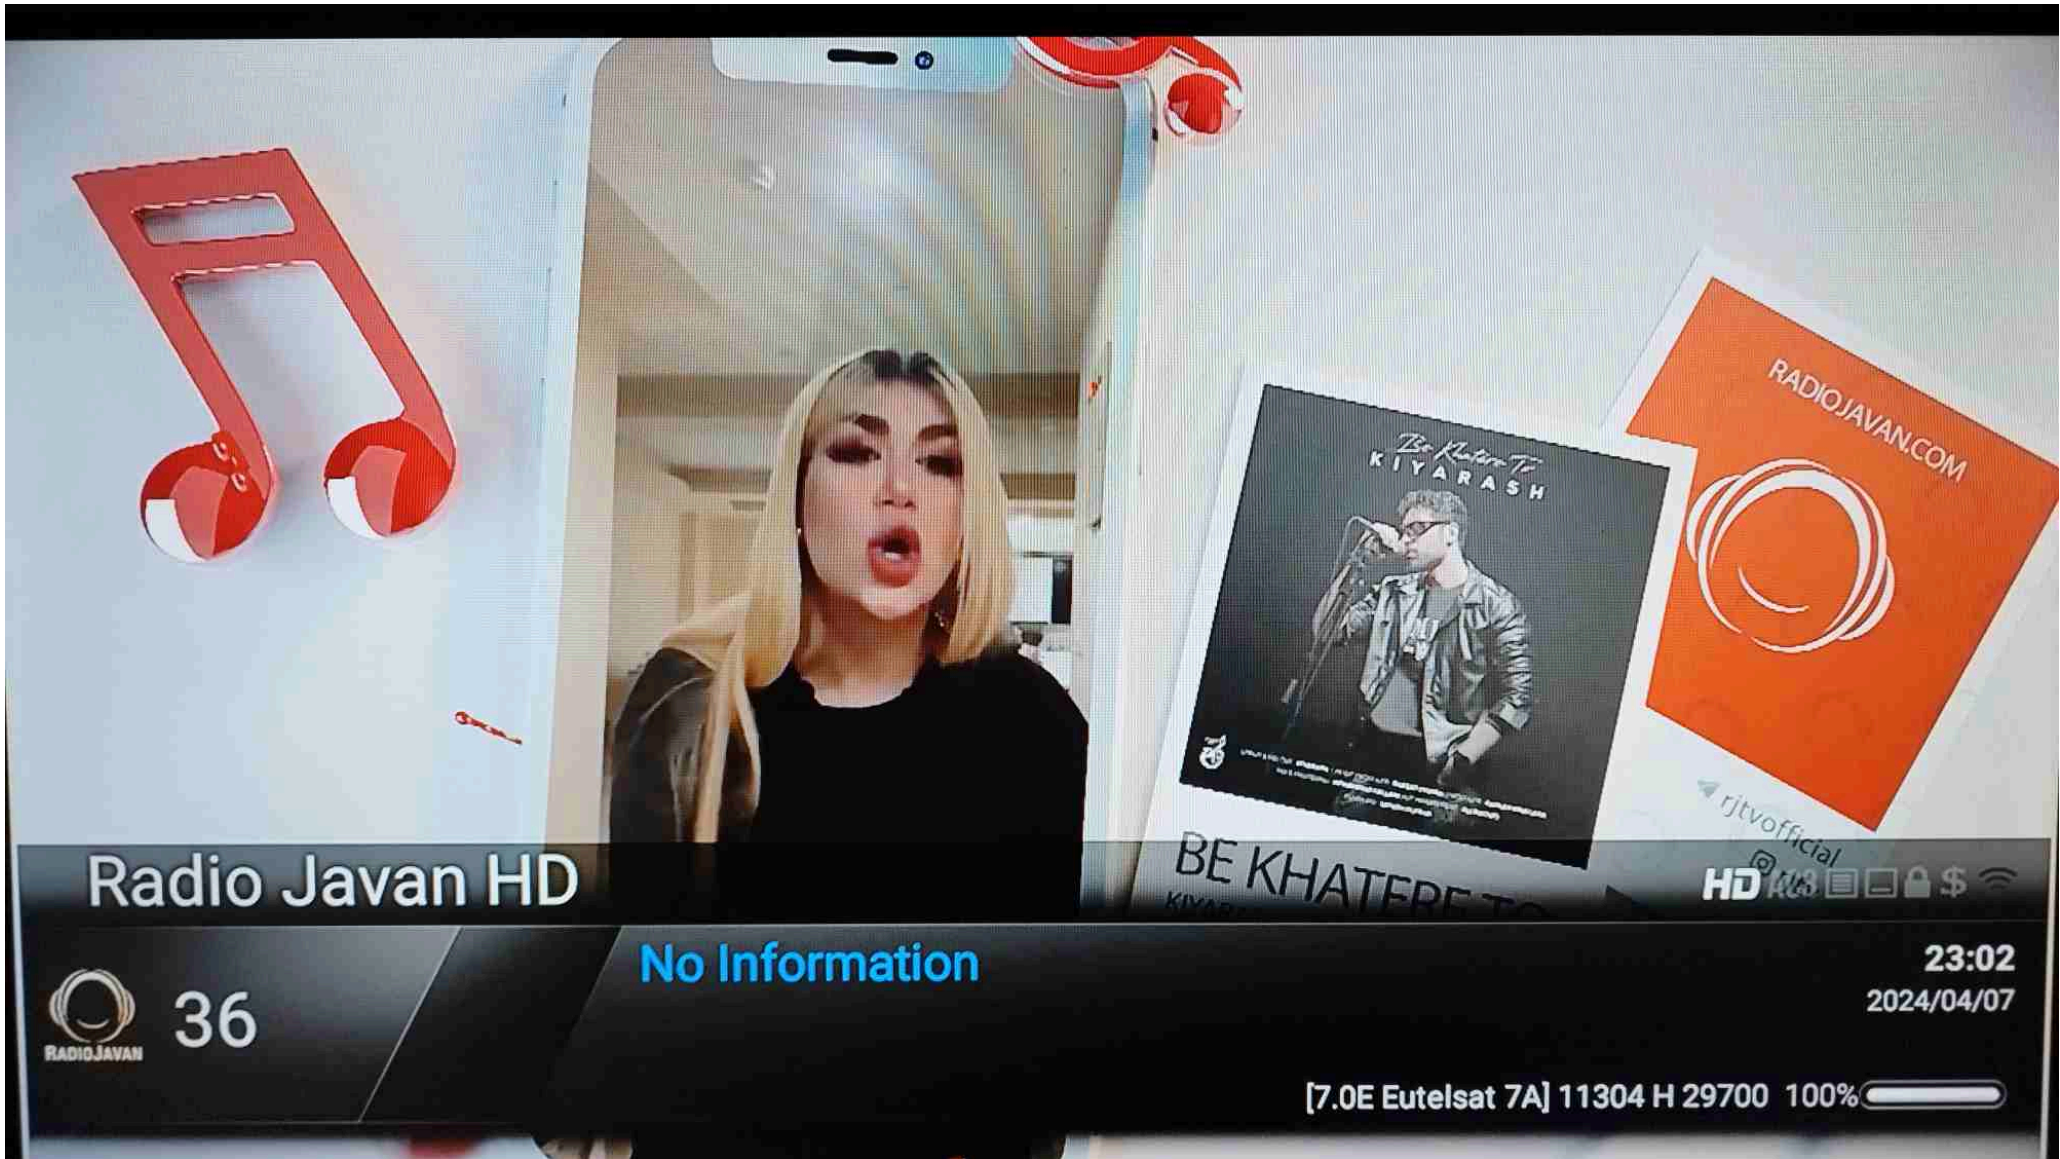 RADIOJAVAN.COM
Be Khatere To
KIYARASH
rjtvofficial
BE KHATERE TO
Radio Javan HD
HD
$
No Information
23:02
2024/04/07
36
RADIOJAVAN
[7.0E Eutelsat 7A] 11304 H 29700 100%